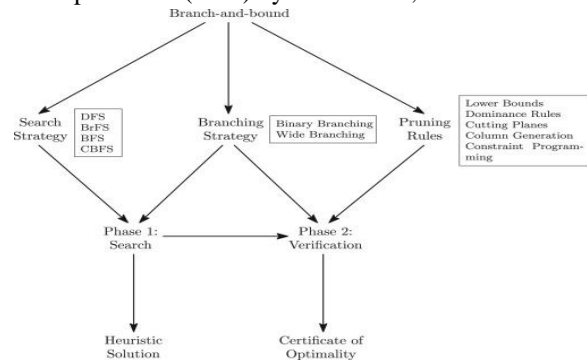 Branch-and-bound
Search
Strategy
DFS
BrFS
BFS
CBFS
Branching
Strategy
Binary Branching
Wide Branching
Pruning
Rules
Lower Bounds
Dominance Rules
Cutting Planes
Column Generation
Constraint Program-
ming
Phase 1:
Search
Phase 2:
Verification
Heuristic
Solution
Certificate of
Optimality